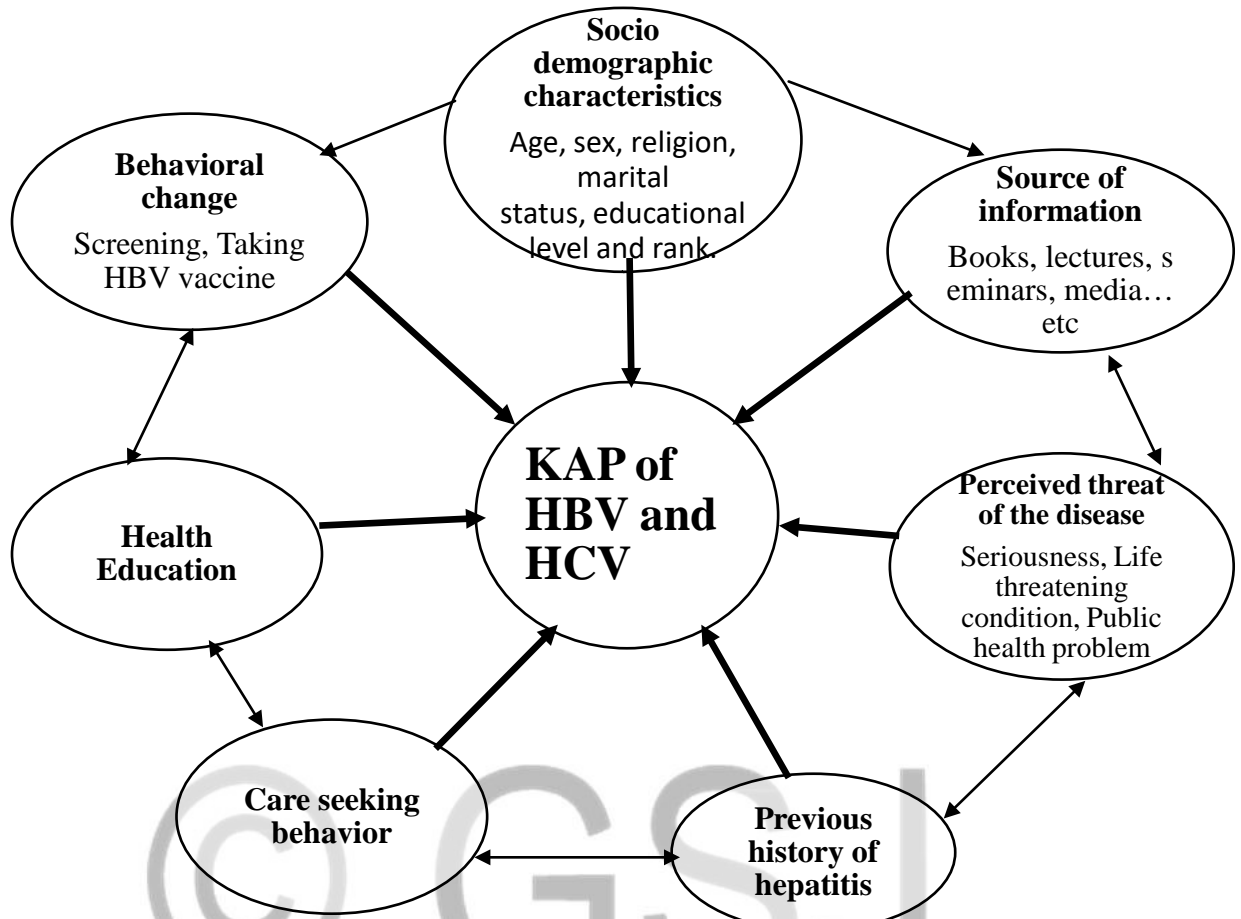 Socio
demographic
characteristics
Age, sex, religion,
marital
status, educational
level and rank.
Behavioral
change
Screening, Taking
HBV vaccine
Source of
information
Books, lectures, s
eminars, media…
etc
KAP of
HBV and
HCV
Health
Education
Perceived threat
of the disease
Seriousness, Life
threatening
condition, Public
health problem
Care seeking
behavior
Previous
history of
hepatitis
© GSJ